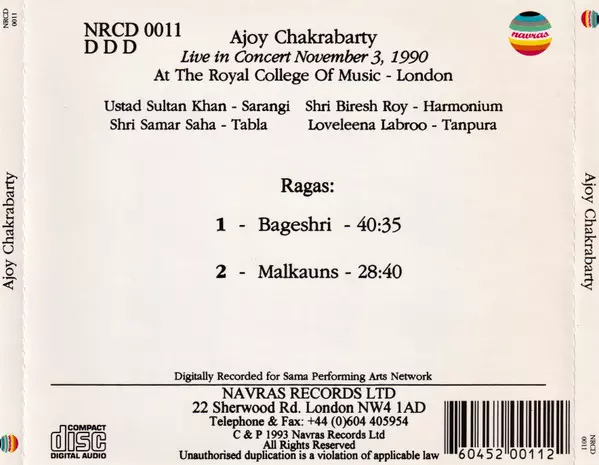 NRCD 0011
D D D
Ajoy Chakrabarty
Live in Concert November 3, 1990
At The Royal College Of Music - London
navras
Ustad Sultan Khan - Sarangi   Shri Biresh Roy - Harmonium
Shri Samar Saha - Tabla   Loveleena Labroo - Tanpura
Ragas:
1 - Bageshri - 40:35
2 - Malkauns - 28:40
Digitally Recorded for Sama Performing Arts Network
NAVRAS RECORDS LTD
22 Sherwood Rd. London NW4 1AD
Telephone & Fax: +44 (0)604 405954
C & P 1993 Navras Records Ltd
All Rights Reserved
Unauthorised duplication is a violation of applicable law
COMPACT
disc
DIGITAL AUDIO
60452 00112
NRCD
0011
Ajoy Chakrabarty
Ajoy Chakrabarty
NRCD
0011